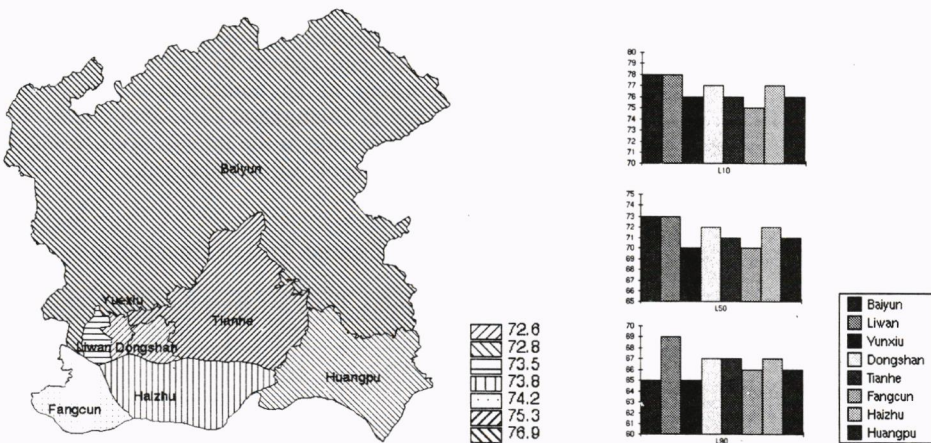 Baiyun
Yuexiu
Liwan Dongshan
Tianhe
Huangpu
Haizhu
Fangcun
72.6
72.8
73.5
73.8
74.2
75.3
76.9
80
79
78
77
76
75
74
73
72
71
70
L10
75
74
73
72
71
70
69
68
67
66
65
L50
70
69
68
67
66
65
64
63
62
61
60
L90
Baiyun
Liwan
Yunxiu
Dongshan
Tianhe
Fangcun
Haizhu
Huangpu